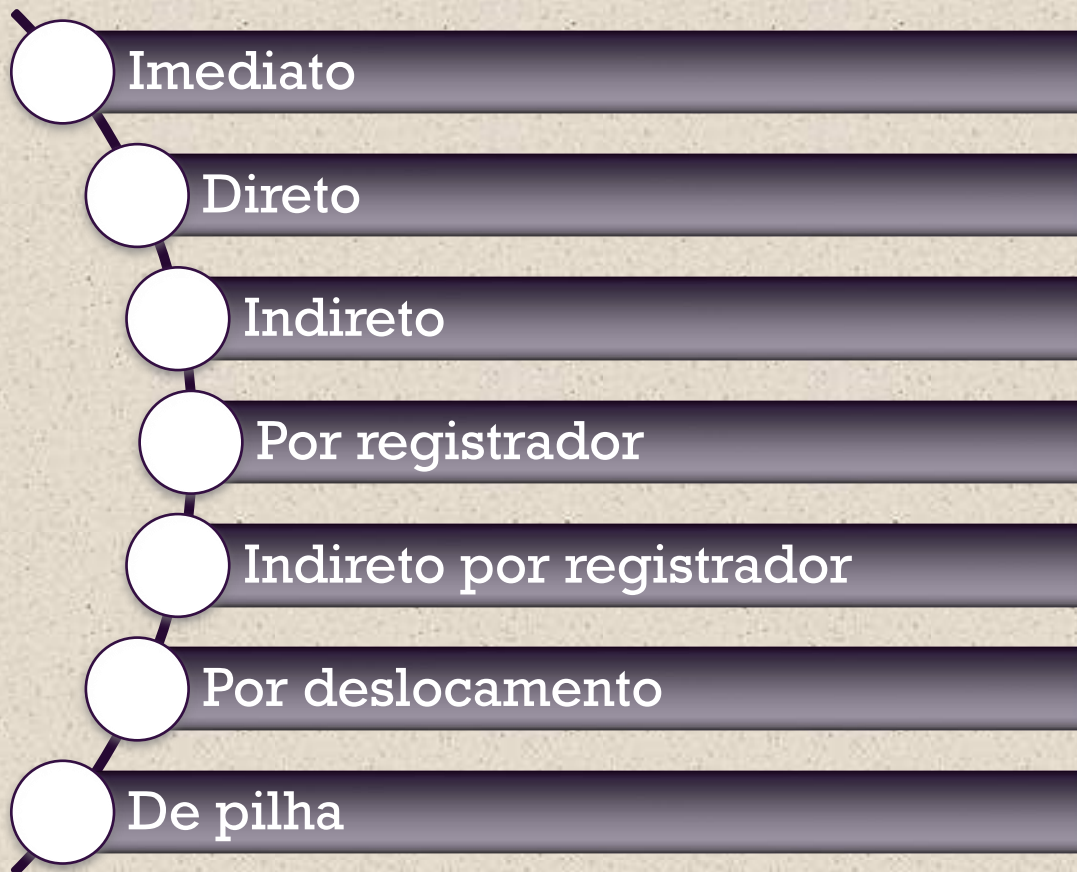 Imediato
Direto
Indireto
Por registrador
Indireto por registrador
Por deslocamento
De pilha